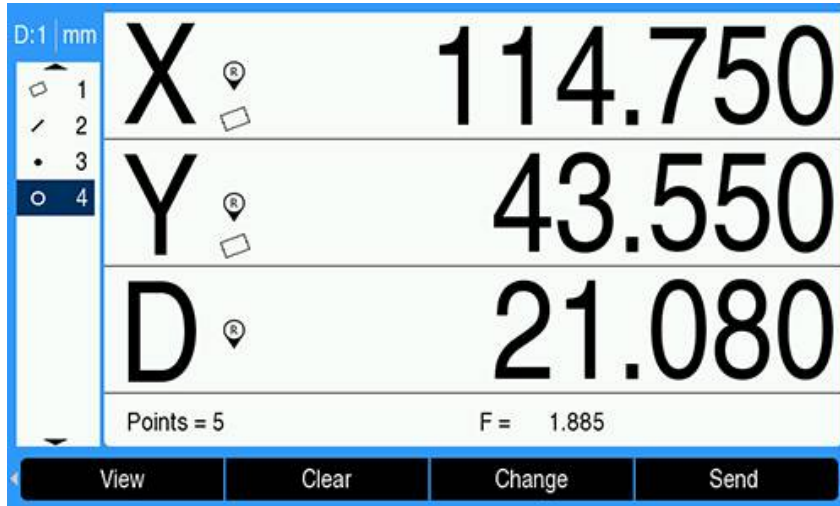 D:1 mm
1
2
3
4
X R 114.750
Y R 43.550
D R 21.080
Points = 5 F = 1.885
View Clear Change Send